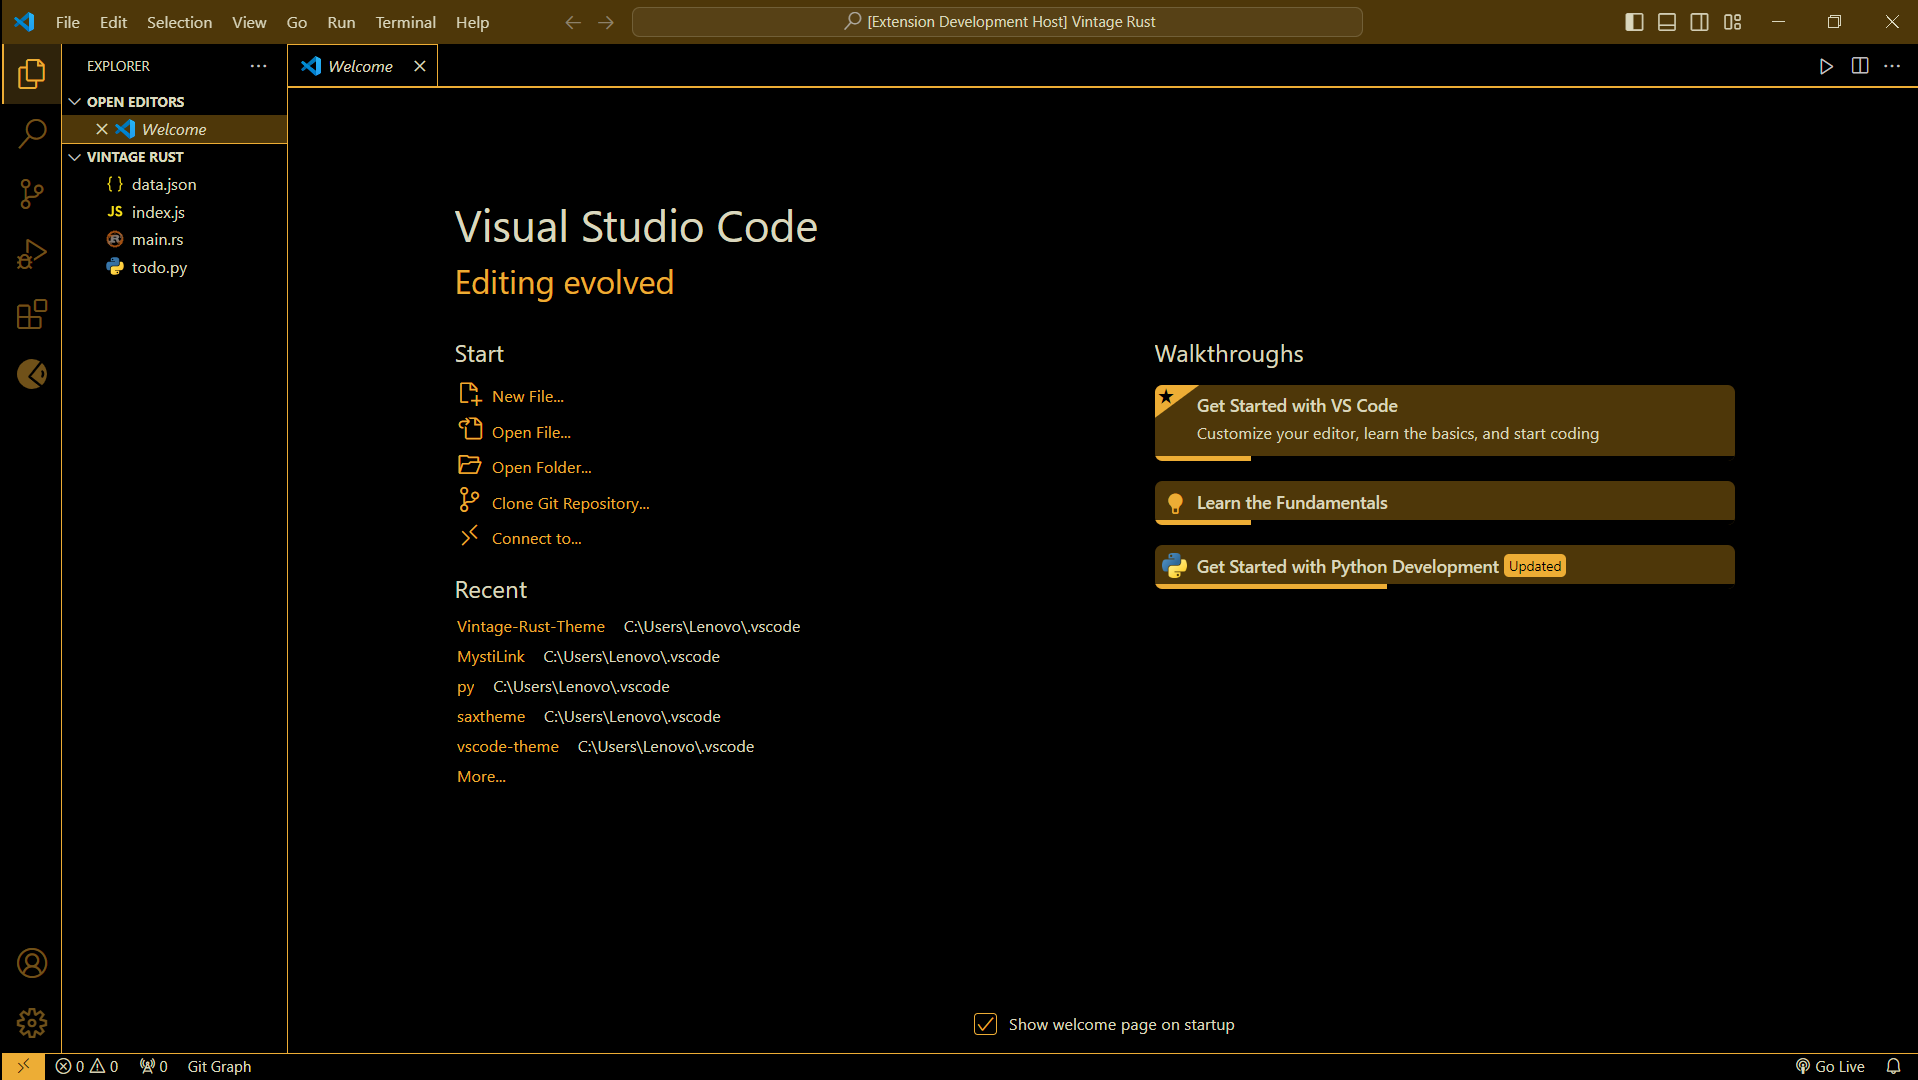 File Edit Selection View Go Run Terminal Help
[Extension Development Host] Vintage Rust
EXPLORER
Welcome
OPEN EDITORS
Welcome
VINTAGE RUST
{ } data.json
JS index.js
main.rs
todo.py
Visual Studio Code
Editing evolved
Start
New File...
Open File...
Open Folder...
Clone Git Repository...
Connect to...
Recent
Vintage-Rust-Theme C:\Users\Lenovo\.vscode
MystiLink C:\Users\Lenovo\.vscode
py C:\Users\Lenovo\.vscode
saxtheme C:\Users\Lenovo\.vscode
vscode-theme C:\Users\Lenovo\.vscode
More...
Walkthroughs
Get Started with VS Code
Customize your editor, learn the basics, and start coding
Learn the Fundamentals
Get Started with Python Development Updated
Show welcome page on startup
0 0 0 Git Graph
Go Live